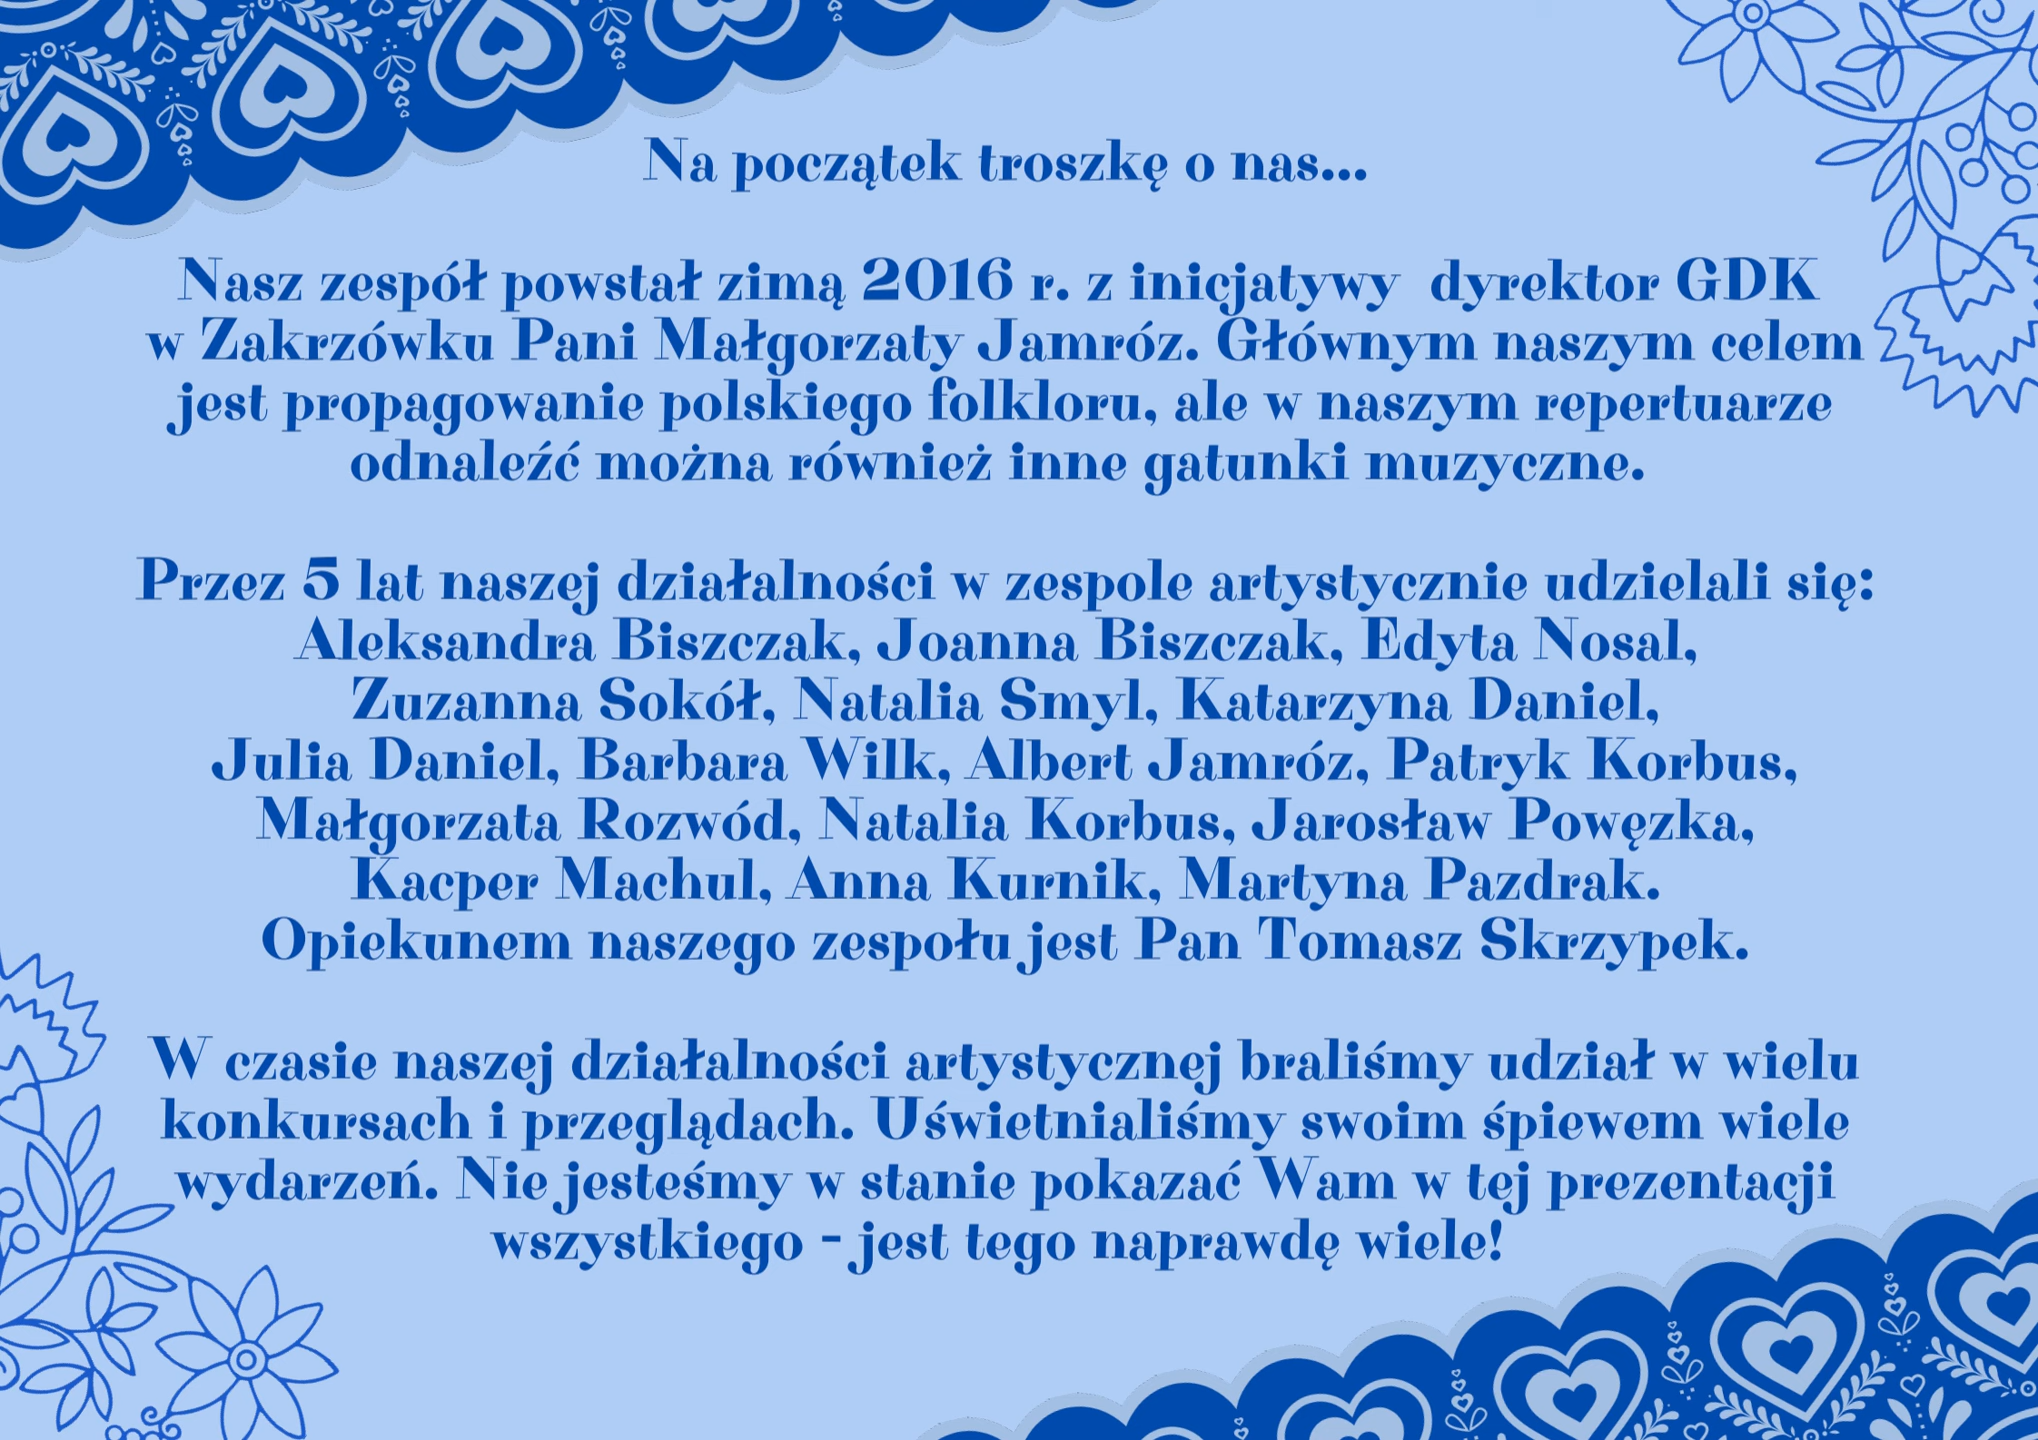 Na początek troszkę o nas...
Nasz zespół powstał zimą 2016 r. z inicjatywy dyrektor GDK
w Zakrzówku Pani Małgorzaty Jamróz. Głównym naszym celem
jest propagowanie polskiego folkloru, ale w naszym repertuarze
odnaleźć można również inne gatunki muzyczne.
Przez 5 lat naszej działalności w zespole artystycznie udzielali się:
Aleksandra Biszczak, Joanna Biszczak, Edyta Nosal,
Zuzanna Sokół, Natalia Smyl, Katarzyna Daniel,
Julia Daniel, Barbara Wilk, Albert Jamróz, Patryk Korbus,
Małgorzata Rozwód, Natalia Korbus, Jarosław Powęzka,
Kacper Machul, Anna Kurnik, Martyna Pazdrak.
Opiekunem naszego zespołu jest Pan Tomasz Skrzypek.
W czasie naszej działalności artystycznej braliśmy udział w wielu
konkursach i przeglądach. Uświetnialiśmy swoim śpiewem wiele
wydarzeń. Nie jesteśmy w stanie pokazać Wam w tej prezentacji
wszystkiego - jest tego naprawdę wiele!